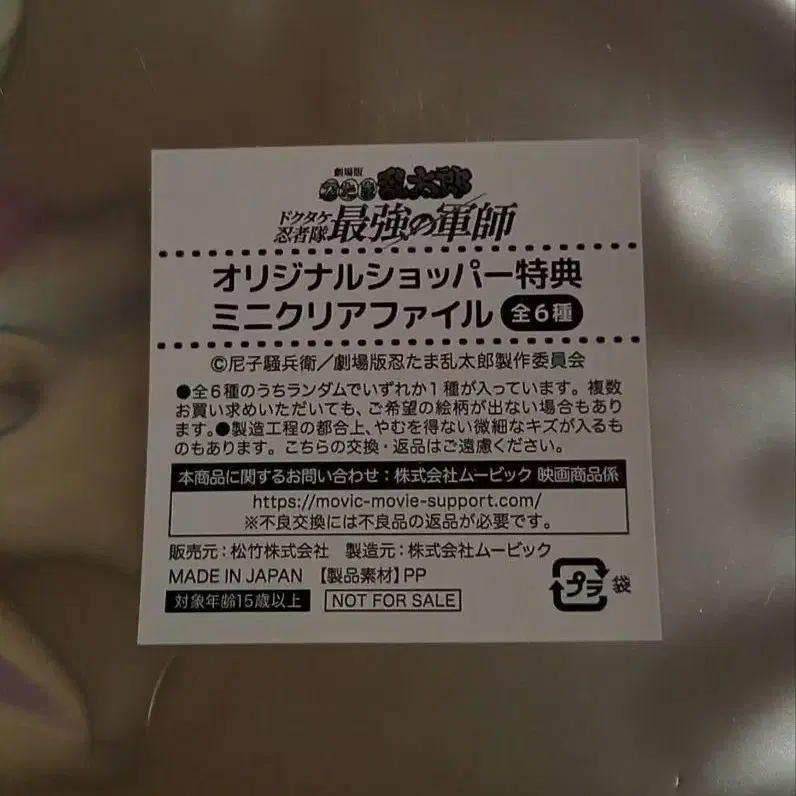 劇場版
忍たま乱太郎
ドクタケ
忍者隊 最強の軍師
オリジナルショッパー特典
ミニクリアファイル 全6種
©尼子騒兵衛／劇場版忍たま乱太郎製作委員会
●全6種のうちランダムでいずれか1種が入っています。複数
お買い求めいただいても、ご希望の絵柄が出ない場合もあり
ます。●製造工程の都合上、やむを得ない微細なキズが入るも
のもあります。こちらの交換・返品はご遠慮ください。
本商品に関するお問い合わせ：株式会社ムービック 映画商品係
https://movic-movie-support.com/
※不良交換には不良品の返品が必要です。
販売元：松竹株式会社　製造元：株式会社ムービック
MADE IN JAPAN 【製品素材】PP
対象年齢15歳以上 NOT FOR SALE
プラ 袋